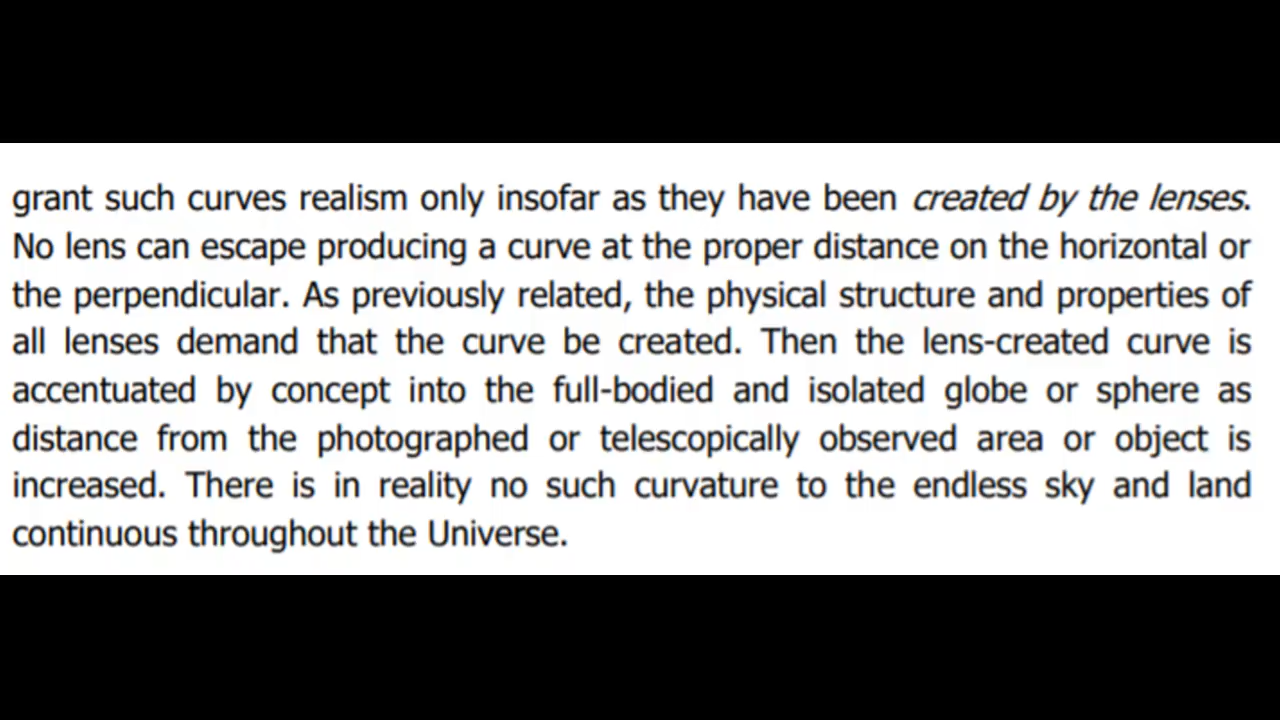 grant such curves realism only insofar as they have been created by the lenses.
No lens can escape producing a curve at the proper distance on the horizontal or
the perpendicular. As previously related, the physical structure and properties of
all lenses demand that the curve be created. Then the lens-created curve is
accentuated by concept into the full-bodied and isolated globe or sphere as
distance from the photographed or telescopically observed area or object is
increased. There is in reality no such curvature to the endless sky and land
continuous throughout the Universe.